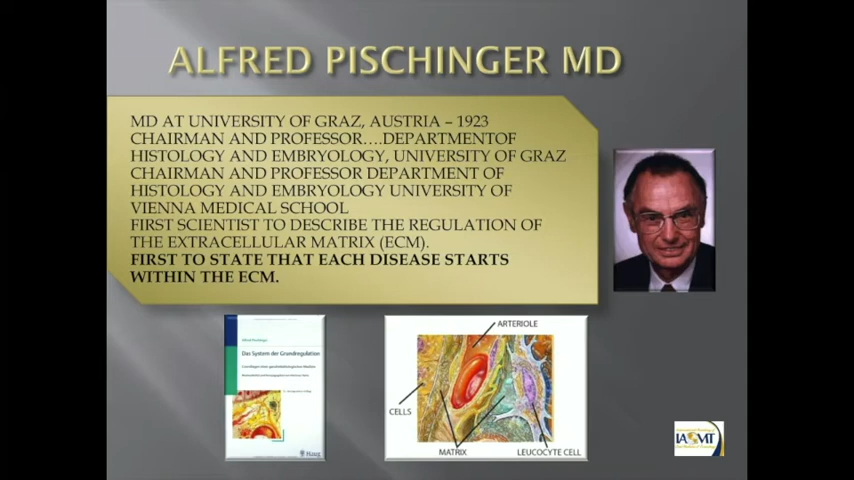 ALFRED PISCHINGER MD
MD AT UNIVERSITY OF GRAZ, AUSTRIA – 1923
CHAIRMAN AND PROFESSOR....DEPARTMENTOF
HISTOLOGY AND EMBRYOLOGY, UNIVERSITY OF GRAZ
CHAIRMAN AND PROFESSOR DEPARTMENT OF
HISTOLOGY AND EMBRYOLOGY UNIVERSITY OF
VIENNA MEDICAL SCHOOL
FIRST SCIENTIST TO DESCRIBE THE REGULATION OF
THE EXTRACELLULAR MATRIX (ECM).
FIRST TO STATE THAT EACH DISEASE STARTS
WITHIN THE ECM.
Alfred Pischinger
Das System der Grundregulation
Haug
ARTERIOLE
CELLS
MATRIX
LEUCOCYTE CELL
IAOMT